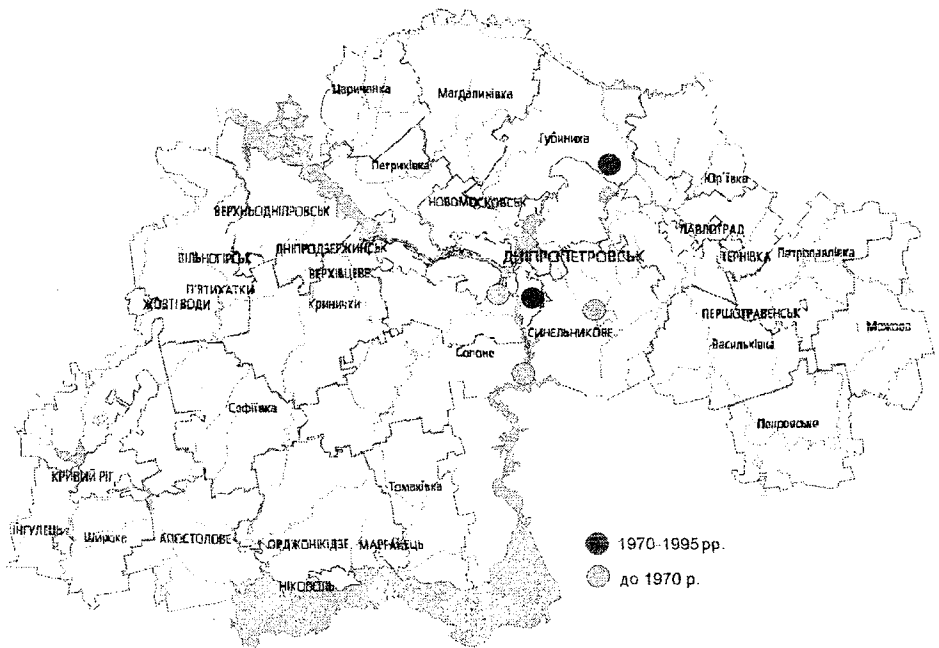 Царичанка
Магдалинівка
Губиниха
Петриківка
Юр'ївка
НОВОМОСКОВСЬК
ВЕРХНЬОДНІПРОВСЬК
ПАВЛОГРАД
ДНІПРОДЗЕРЖИНСЬК
ДНІПРОПЕТРОВСЬК
ВІЛЬНОГІРСЬК
ВЕРХІВЦЕВЕ
ТЕРНІВКА
Петропавлівка
П'ЯТИХАТКИ
ЖОВТІ ВОДИ
Кринички
ПЕРШОТРАВЕНСЬК
СИНЕЛЬНИКОВЕ
Межова
Васильківка
Солоне
Софіївка
Покровське
КРИВИЙ РІГ
Томаківка
ІНГУЛЕЦЬ
Широке
АПОСТОЛОВЕ
ОРДЖОНІКІДЗЕ
МАРГАНЕЦЬ
НІКОПОЛЬ
1970-1995 рр.
до 1970 р.